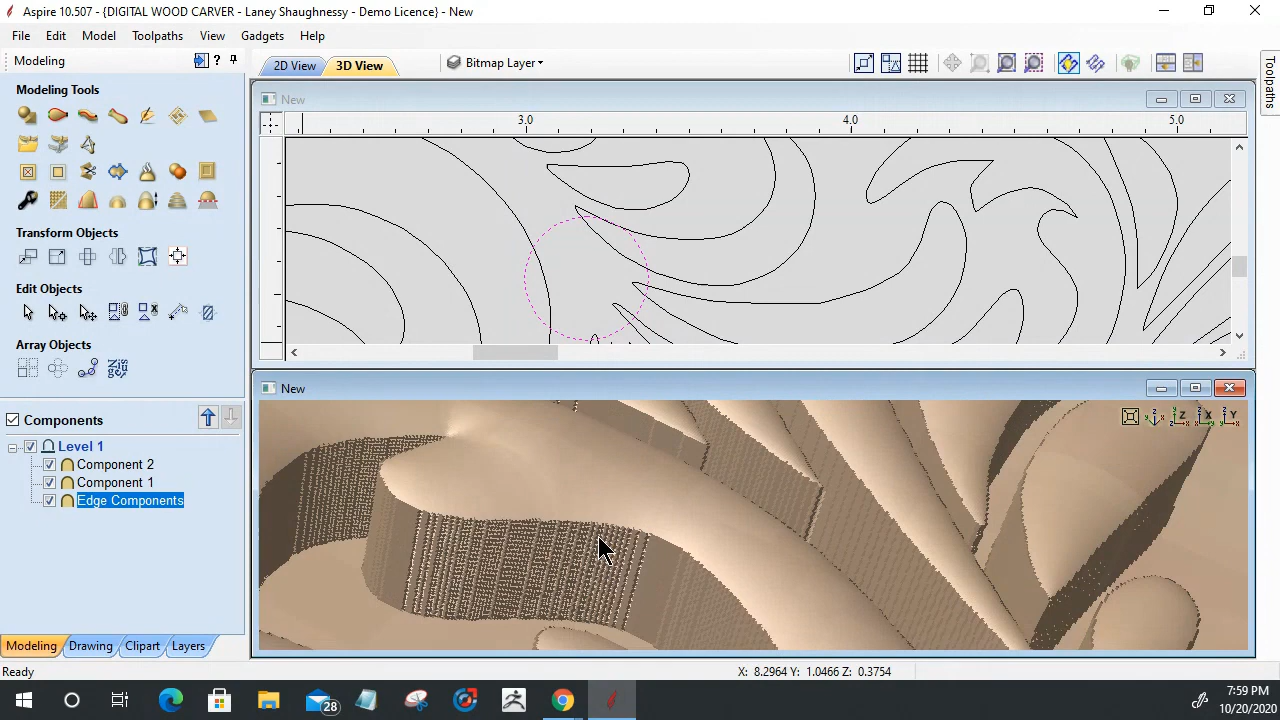 Aspire 10.507 - {DIGITAL WOOD CARVER - Laney Shaughnessy - Demo Licence} - New
File Edit Model Toolpaths View Gadgets Help
Modeling ?
2D View 3D View Bitmap Layer
Toolpaths
Modeling Tools
New
3.0 4.0 5.0
Transform Objects
Edit Objects
Array Objects
New
Z X Y
Components
Level 1
Component 2
Component 1
Edge Components
Modeling Drawing Clipart Layers
Ready
X: 8.2964 Y: 1.0466 Z: 0.3754
28
7:59 PM
10/20/2020